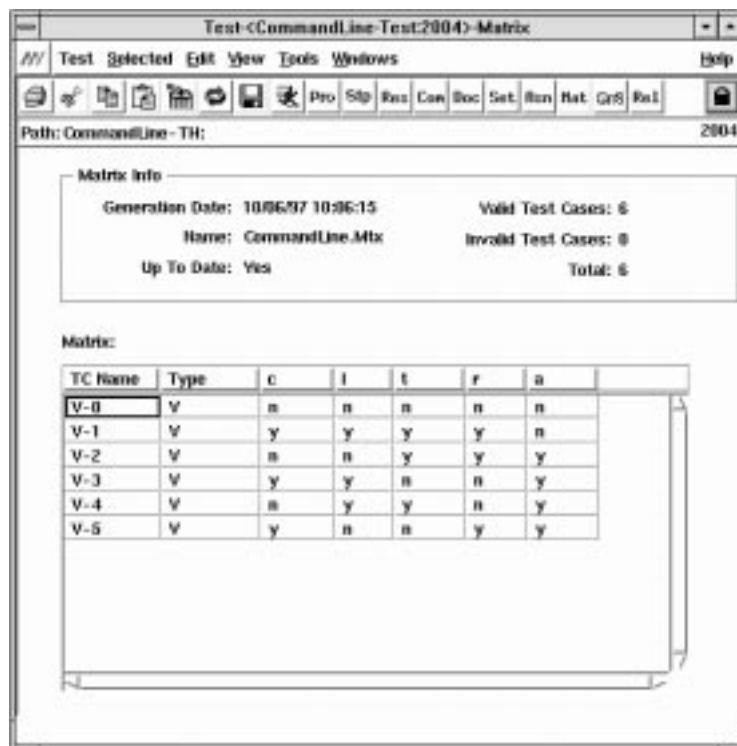 Test-<CommandLine-Test:2004>-Matrix
Test Selected Edit View Tools Windows Help
Pro Stp Res Com Doc Set Asn Mat Grg Rel
Path: CommandLine - TH: 2004
Matrix Info
Generation Date: 10/06/97 10:06:15 Valid Test Cases: 6
Name: CommandLine.Mtx Invalid Test Cases: 0
Up To Date: Yes Total: 6
Matrix:
TC Name Type c l t r a
V-0 V n n n n n
V-1 V y y y y n
V-2 V n n y y y
V-3 V y y n n y
V-4 V n y y n y
V-5 V y n n y y